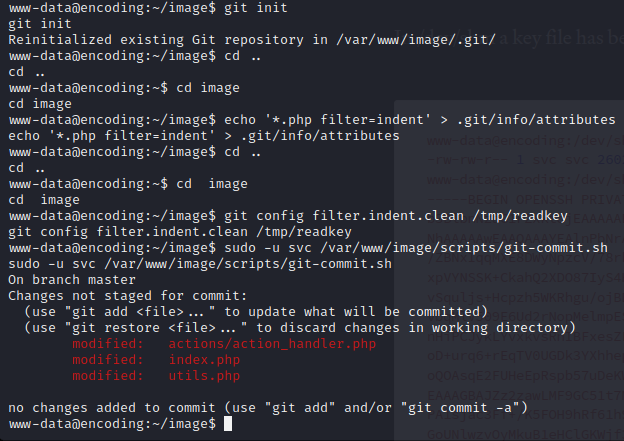 www-data@encoding:~/image$ git init
git init
Reinitialized existing Git repository in /var/www/image/.git/
www-data@encoding:~/image$ cd ..
cd ..
www-data@encoding:~$ cd image
cd image
www-data@encoding:~/image$ echo '*.php filter=indent' > .git/info/attributes
echo '*.php filter=indent' > .git/info/attributes
www-data@encoding:~/image$ cd ..
cd ..
www-data@encoding:~$ cd  image
cd  image
www-data@encoding:~/image$ git config filter.indent.clean /tmp/readkey
git config filter.indent.clean /tmp/readkey
www-data@encoding:~/image$ sudo -u svc /var/www/image/scripts/git-commit.sh
sudo -u svc /var/www/image/scripts/git-commit.sh
On branch master
Changes not staged for commit:
  (use "git add <file>..." to update what will be committed)
  (use "git restore <file>..." to discard changes in working directory)
        modified:   actions/action_handler.php
        modified:   index.php
        modified:   utils.php

no changes added to commit (use "git add" and/or "git commit -a")
www-data@encoding:~/image$